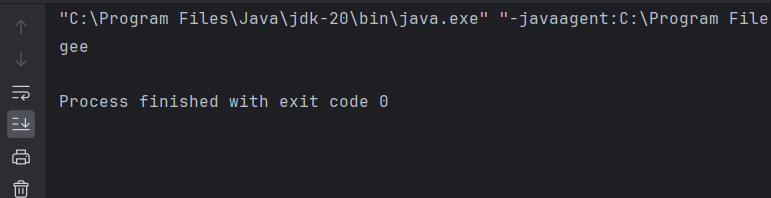 "C:\Program Files\Java\jdk-20\bin\java.exe" "-javaagent:C:\Program File
gee
Process finished with exit code 0